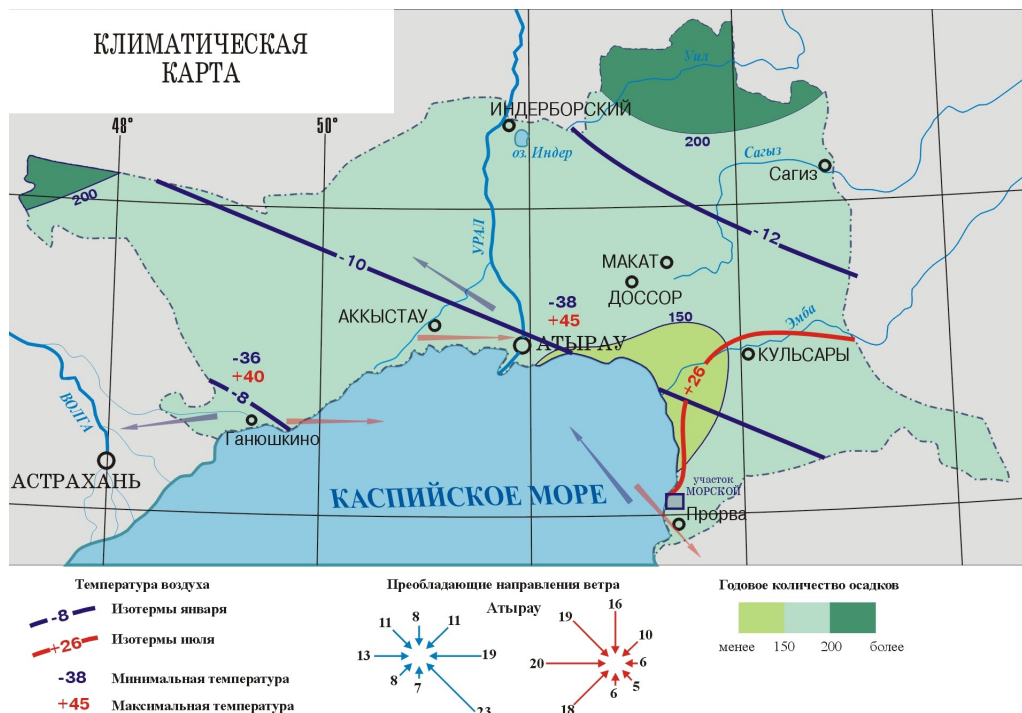 КЛИМАТИЧЕСКАЯ
КАРТА
48°
50°
ИНДЕРБОРСКИЙ
Уил
200
оз. Индер
Сагыз
Сагиз
200
УРАЛ
-12
-10
МАКАТ
ДОССОР
-38
+45
150
Эмба
АККЫСТАУ
АТЫРАУ
КУЛЬСАРЫ
-36
+40
+26
-8
ВОЛГА
Ганюшкино
АСТРАХАНЬ
КАСПИЙСКОЕ МОРЕ
участок
МОРСКОЙ
Прорва
Температура воздуха
-8 Изотермы января
+26 Изотермы июля
-38 Минимальная температура
+45 Максимальная температура
Преобладающие направления ветра
Атырау
11 8 11
13 19
8 7 23
19 16 10
20 6
18 6 5
Годовое количество осадков
менее 150 200 более